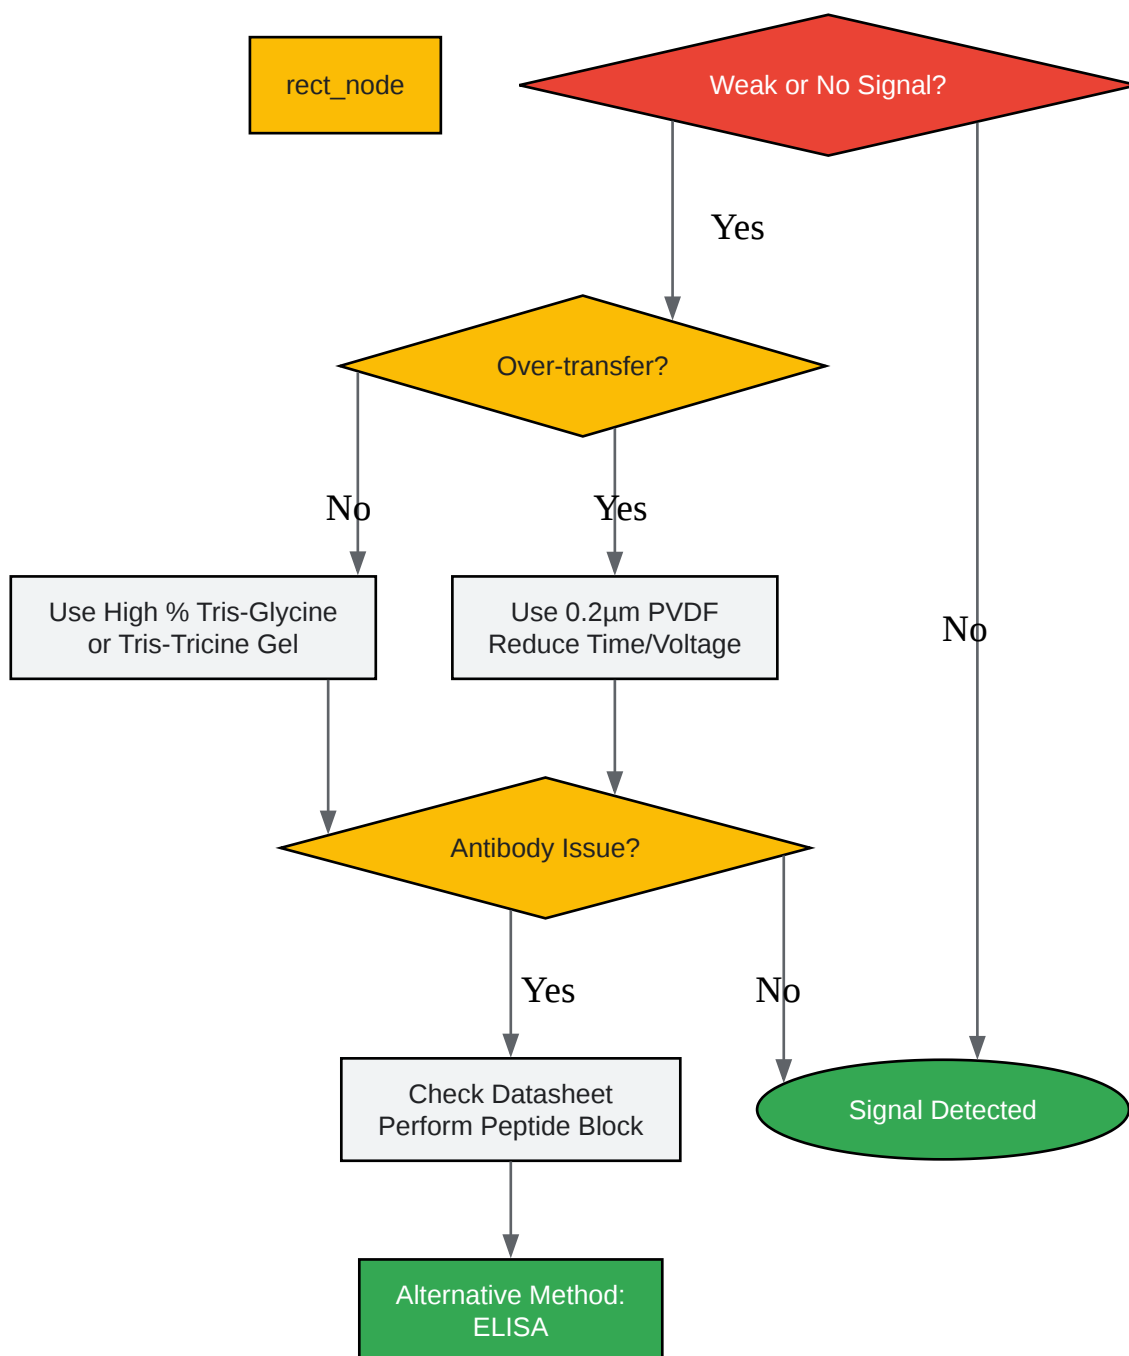 rect_node
Weak or No Signal?
Yes
Over-transfer?
No
Yes
No
Use High % Tris-Glycine
or Tris-Tricine Gel
Use 0.2µm PVDF
Reduce Time/Voltage
Antibody Issue?
Yes
No
Check Datasheet
Perform Peptide Block
Signal Detected
Alternative Method:
ELISA